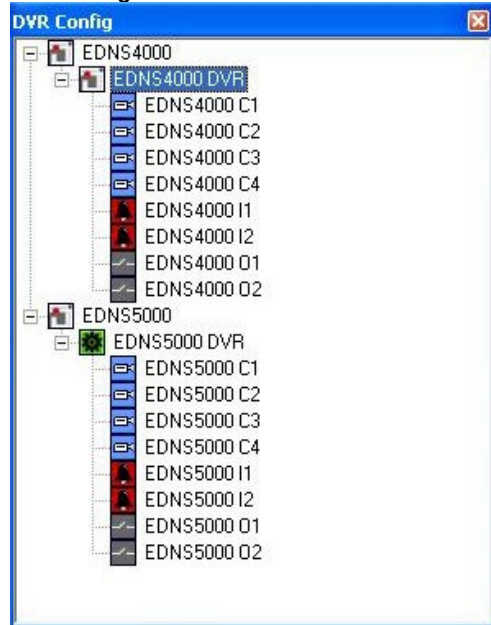 DVR Config
EDNS4000
EDNS4000 DVR
EDNS4000 C1
EDNS4000 C2
EDNS4000 C3
EDNS4000 C4
EDNS4000 I1
EDNS4000 I2
EDNS4000 O1
EDNS4000 O2
EDNS5000
EDNS5000 DVR
EDNS5000 C1
EDNS5000 C2
EDNS5000 C3
EDNS5000 C4
EDNS5000 I1
EDNS5000 I2
EDNS5000 O1
EDNS5000 O2